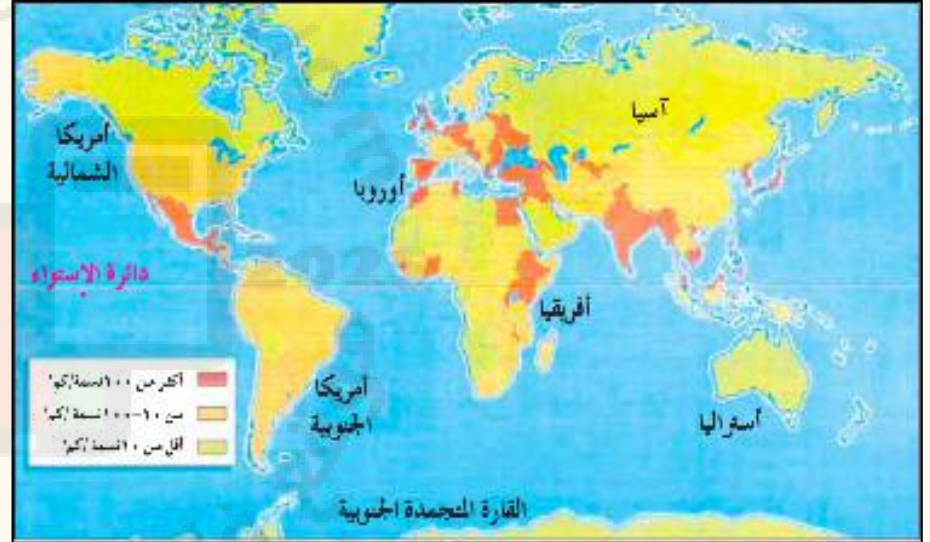 آسيا
أمريكا
الشمالية
أوروبا
دائرة الإستواء
أفريقيا
أمريكا
الجنوبية
أستراليا
أكثر من ١٠٠ نسمة/كم٢
من ١٠-١٠٠ نسمة/كم٢
أقل من ١٠ نسمة/كم٢
القارة المتجمدة الجنوبية